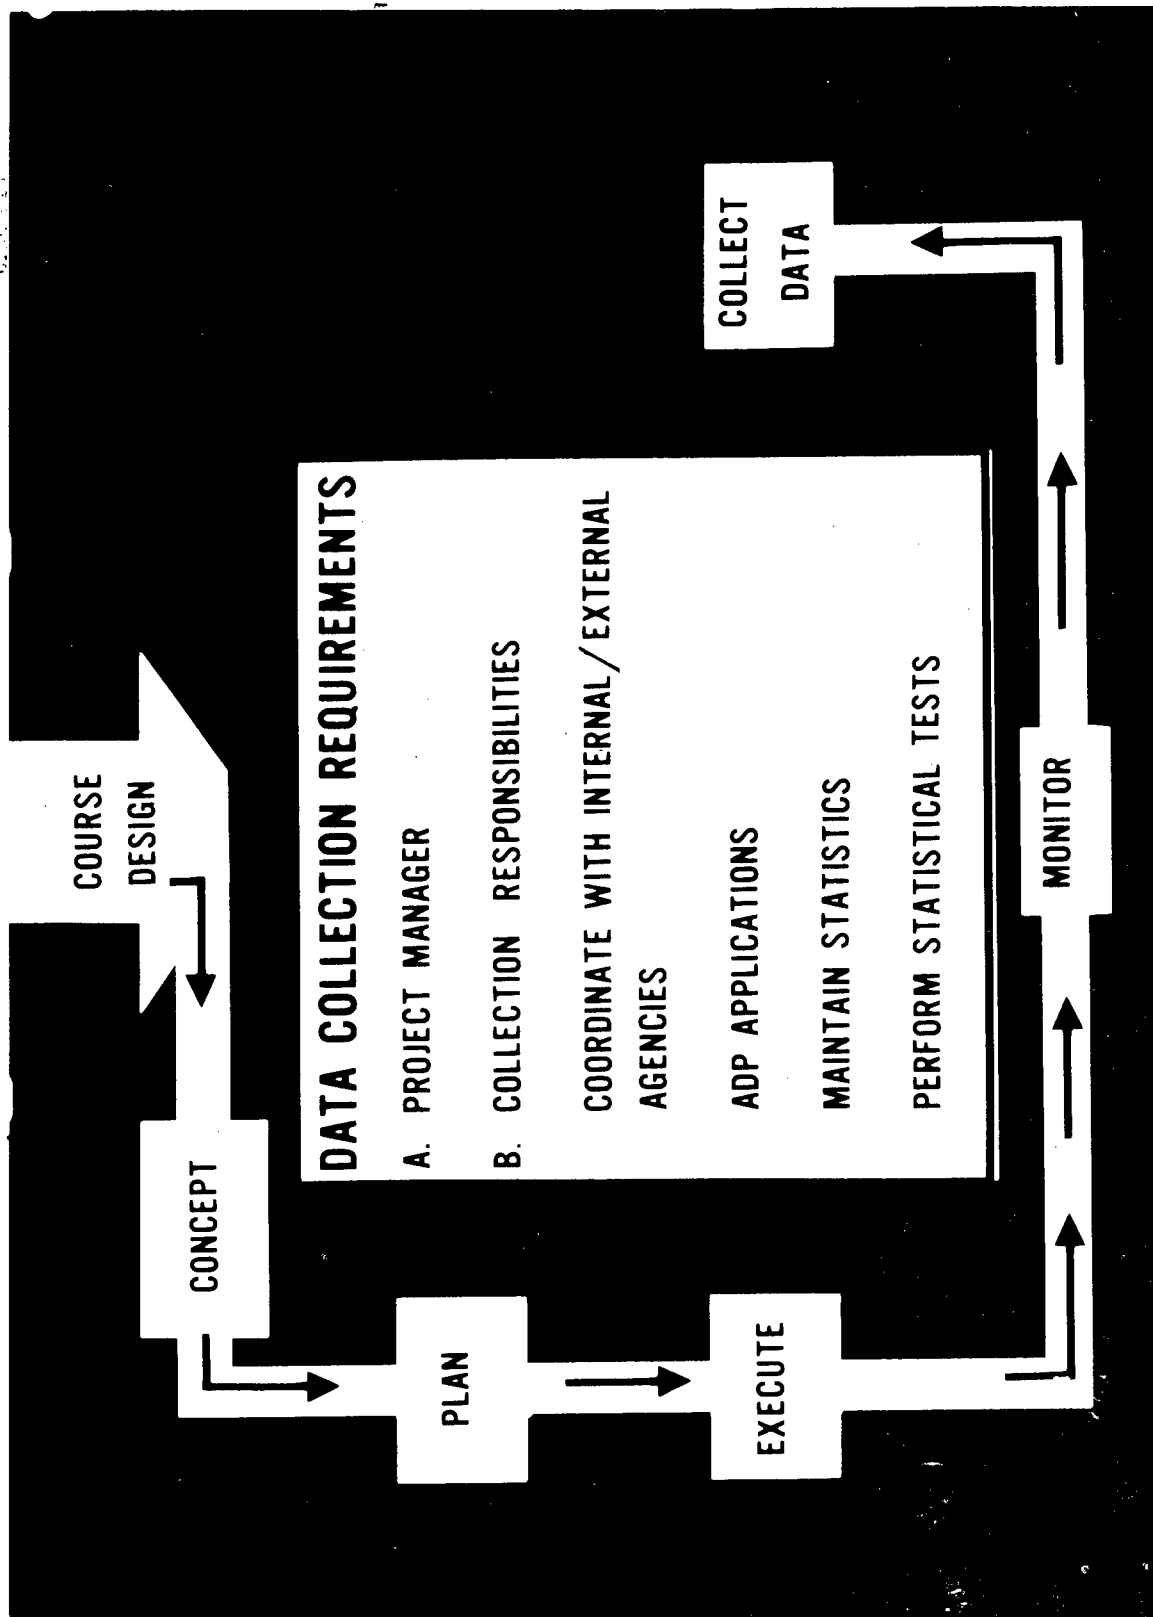 COURSE
DESIGN
CONCEPT
PLAN
EXECUTE
MONITOR
COLLECT
DATA
DATA COLLECTION REQUIREMENTS
A. PROJECT MANAGER
B. COLLECTION RESPONSIBILITIES
COORDINATE WITH INTERNAL/EXTERNAL
AGENCIES
ADP APPLICATIONS
MAINTAIN STATISTICS
PERFORM STATISTICAL TESTS